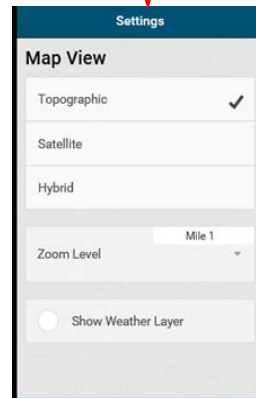 Settings
Map View
Topographic
Satellite
Hybrid
Mile 1
Zoom Level
Show Weather Layer